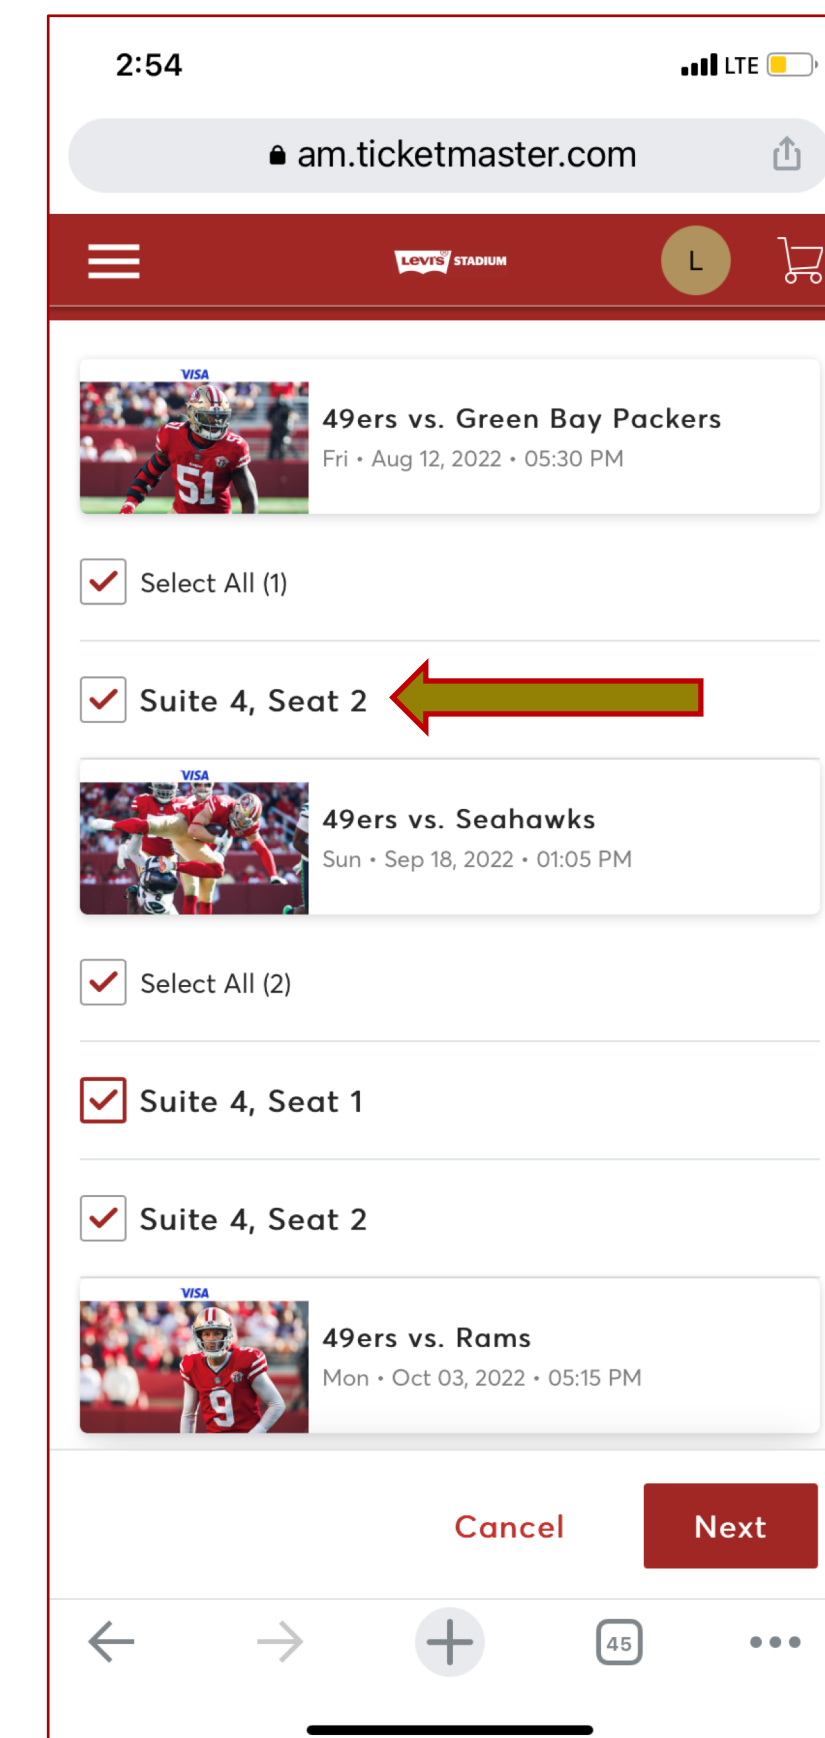 2:54
LTE
am.ticketmaster.com
LEVI'S STADIUM
L
VISA
49ers vs. Green Bay Packers
Fri • Aug 12, 2022 • 05:30 PM
51
Select All (1)
Suite 4, Seat 2
VISA
49ers vs. Seahawks
Sun • Sep 18, 2022 • 01:05 PM
Select All (2)
Suite 4, Seat 1
Suite 4, Seat 2
VISA
49ers vs. Rams
Mon • Oct 03, 2022 • 05:15 PM
9
Cancel
Next
45